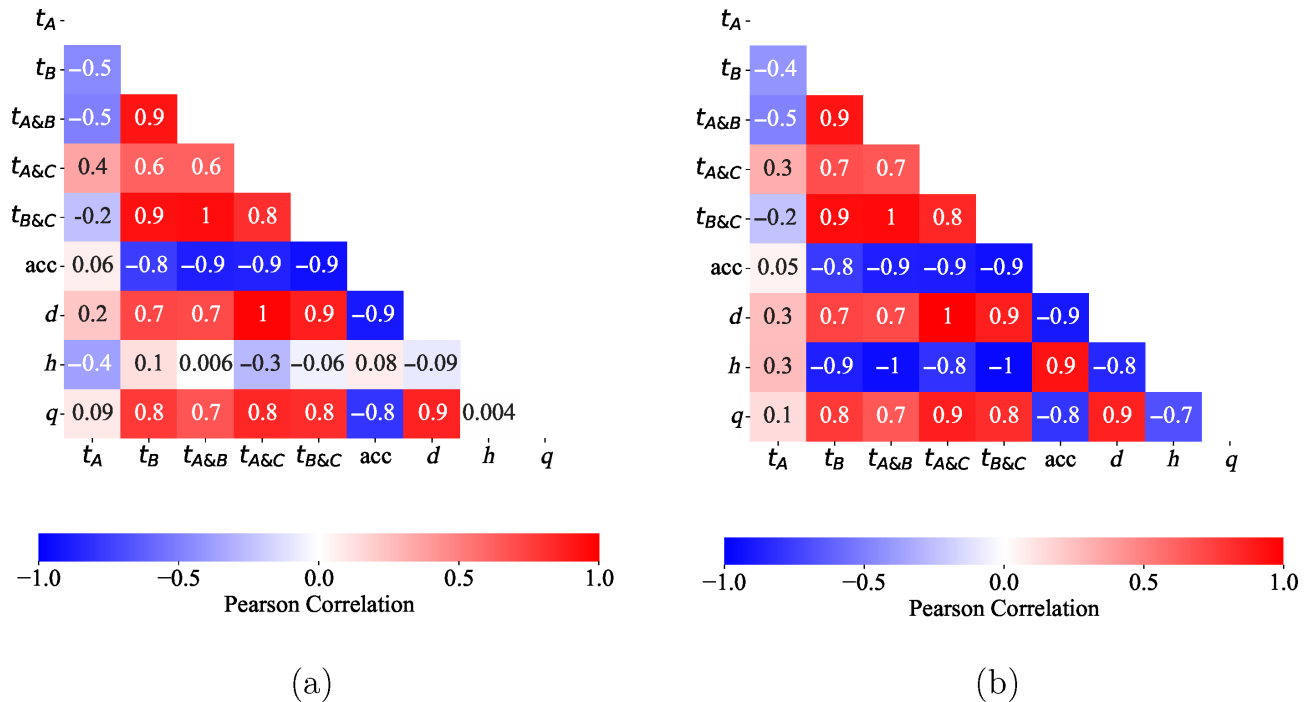 t_A
t_B −0.5
t_A&B −0.5 0.9
t_A&C 0.4 0.6 0.6
t_B&C -0.2 0.9 1 0.8
acc 0.06 −0.8 −0.9 −0.9 −0.9
d 0.2 0.7 0.7 1 0.9 −0.9
h −0.4 0.1 0.006 −0.3 −0.06 0.08 −0.09
q 0.09 0.8 0.7 0.8 0.8 −0.8 0.9 0.004
t_A t_B t_A&B t_A&C t_B&C acc d h q
−1.0 −0.5 0.0 0.5 1.0
Pearson Correlation
(a)
t_A
t_B −0.4
t_A&B −0.5 0.9
t_A&C 0.3 0.7 0.7
t_B&C −0.2 0.9 1 0.8
acc 0.05 −0.8 −0.9 −0.9 −0.9
d 0.3 0.7 0.7 1 0.9 −0.9
h 0.3 −0.9 −1 −0.8 −1 0.9 −0.8
q 0.1 0.8 0.7 0.9 0.8 −0.8 0.9 −0.7
t_A t_B t_A&B t_A&C t_B&C acc d h q
−1.0 −0.5 0.0 0.5 1.0
Pearson Correlation
(b)